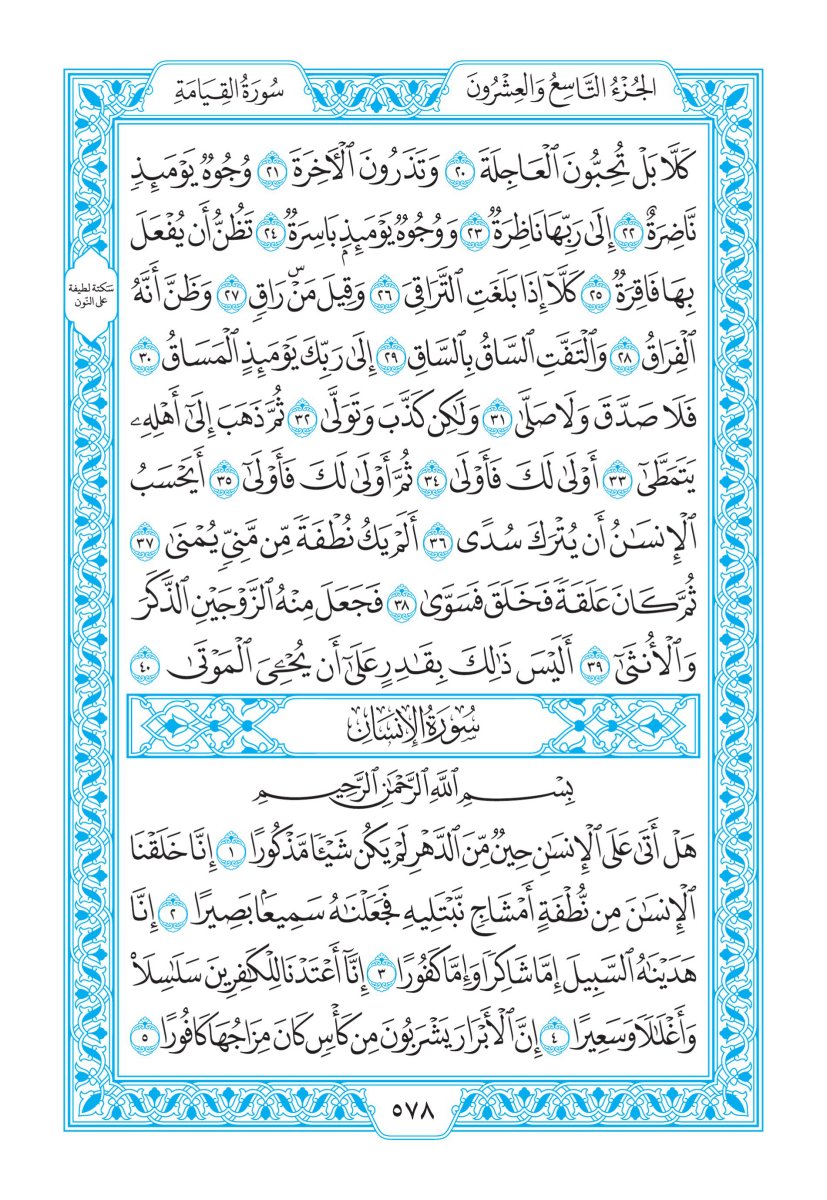 الجُزْءُ التَّاسِعُ وَالعِشْرُونَ
سُورَةُ القِيَامَةِ
كَلَّا بَلْ تُحِبُّونَ ٱلْعَاجِلَةَ ٢٠ وَتَذَرُونَ ٱلْأٓخِرَةَ ٢١ وُجُوهٌ يَوْمَئِذٍ
نَّاضِرَةٌ ٢٢ إِلَىٰ رَبِّهَا نَاظِرَةٌ ٢٣ وَوُجُوهٌ يَوْمَئِذِۭ بَاسِرَةٌ ٢٤ تَظُنُّ أَن يُفْعَلَ
بِهَا فَاقِرَةٌ ٢٥ كَلَّآ إِذَا بَلَغَتِ ٱلتَّرَاقِىَ ٢٦ وَقِيلَ مَنْۜ رَاقٍ ٢٧ وَظَنَّ أَنَّهُ
سَكتة لطيفة
على النّون
ٱلْفِرَاقُ ٢٨ وَٱلْتَفَّتِ ٱلسَّاقُ بِٱلسَّاقِ ٢٩ إِلَىٰ رَبِّكَ يَوْمَئِذٍ ٱلْمَسَاقُ ٣٠
فَلَا صَدَّقَ وَلَا صَلَّىٰ ٣١ وَلَٰكِن كَذَّبَ وَتَوَلَّىٰ ٣٢ ثُمَّ ذَهَبَ إِلَىٰٓ أَهْلِهِۦ
يَتَمَطَّىٰٓ ٣٣ أَوْلَىٰ لَكَ فَأَوْلَىٰ ٣٤ ثُمَّ أَوْلَىٰ لَكَ فَأَوْلَىٰٓ ٣٥ أَيَحْسَبُ
ٱلْإِنسَٰنُ أَن يُتْرَكَ سُدًى ٣٦ أَلَمْ يَكُ نُطْفَةً مِّن مَّنِىٍّ يُمْنَىٰ ٣٧
ثُمَّ كَانَ عَلَقَةً فَخَلَقَ فَسَوَّىٰ ٣٨ فَجَعَلَ مِنْهُ ٱلزَّوْجَيْنِ ٱلذَّكَرَ
وَٱلْأُنثَىٰٓ ٣٩ أَلَيْسَ ذَٰلِكَ بِقَٰدِرٍ عَلَىٰٓ أَن يُحْـِۧىَ ٱلْمَوْتَىٰ ٤٠
سُورَةُ الإِنسَانِ
بِسْمِ ٱللَّهِ ٱلرَّحْمَٰنِ ٱلرَّحِيمِ
هَلْ أَتَىٰ عَلَى ٱلْإِنسَٰنِ حِينٌ مِّنَ ٱلدَّهْرِ لَمْ يَكُن شَيْـًٔا مَّذْكُورًا ١ إِنَّا خَلَقْنَا
ٱلْإِنسَٰنَ مِن نُّطْفَةٍ أَمْشَاجٍ نَّبْتَلِيهِ فَجَعَلْنَٰهُ سَمِيعَۢا بَصِيرًا ٢ إِنَّا
هَدَيْنَٰهُ ٱلسَّبِيلَ إِمَّا شَاكِرًا وَإِمَّا كَفُورًا ٣ إِنَّآ أَعْتَدْنَا لِلْكَٰفِرِينَ سَلَٰسِلَا۟
وَأَغْلَٰلًا وَسَعِيرًا ٤ إِنَّ ٱلْأَبْرَارَ يَشْرَبُونَ مِن كَأْسٍ كَانَ مِزَاجُهَا كَافُورًا ٥
٥٧٨